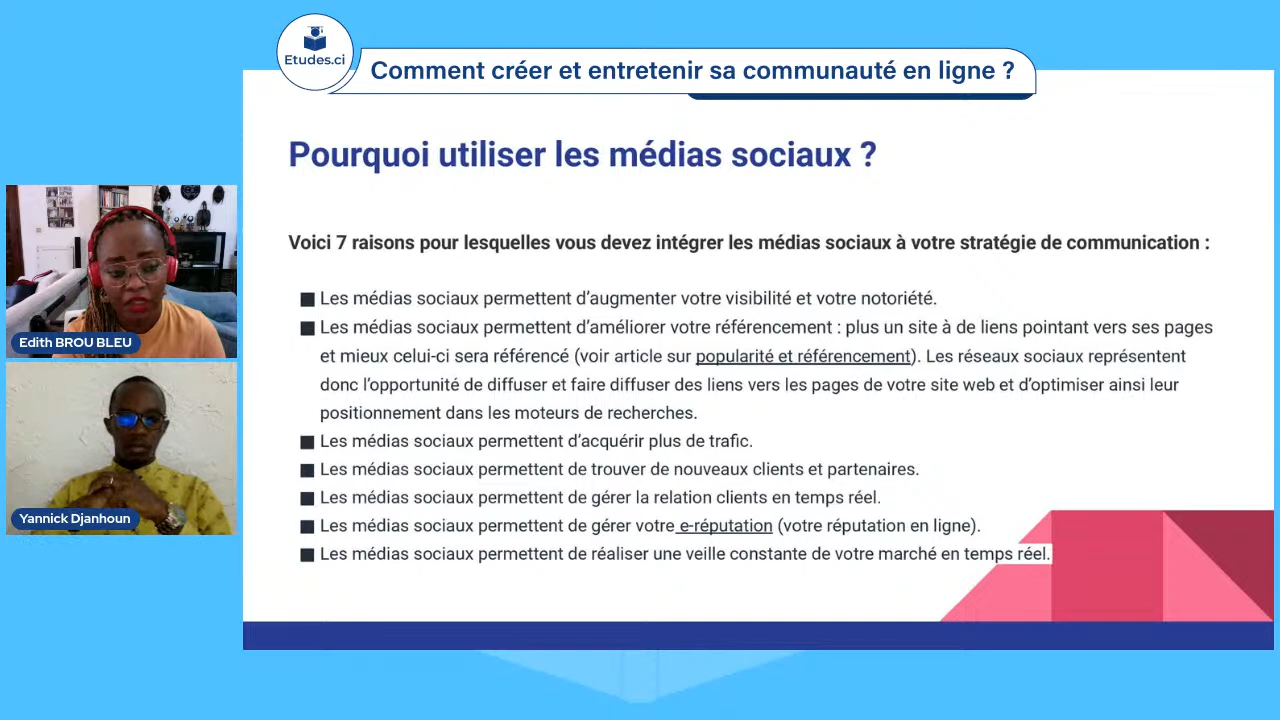 Etudes.ci
Comment créer et entretenir sa communauté en ligne ?
Pourquoi utiliser les médias sociaux ?
Voici 7 raisons pour lesquelles vous devez intégrer les médias sociaux à votre stratégie de communication :
■ Les médias sociaux permettent d’augmenter votre visibilité et votre notoriété.
■ Les médias sociaux permettent d’améliorer votre référencement : plus un site à de liens pointant vers ses pages
et mieux celui-ci sera référencé (voir article sur popularité et référencement). Les réseaux sociaux représentent
donc l’opportunité de diffuser et faire diffuser des liens vers les pages de votre site web et d’optimiser ainsi leur
positionnement dans les moteurs de recherches.
■ Les médias sociaux permettent d’acquérir plus de trafic.
■ Les médias sociaux permettent de trouver de nouveaux clients et partenaires.
■ Les médias sociaux permettent de gérer la relation clients en temps réel.
■ Les médias sociaux permettent de gérer votre e-réputation (votre réputation en ligne).
■ Les médias sociaux permettent de réaliser une veille constante de votre marché en temps réel.
Edith BROU BLEU
Yannick Djanhoun